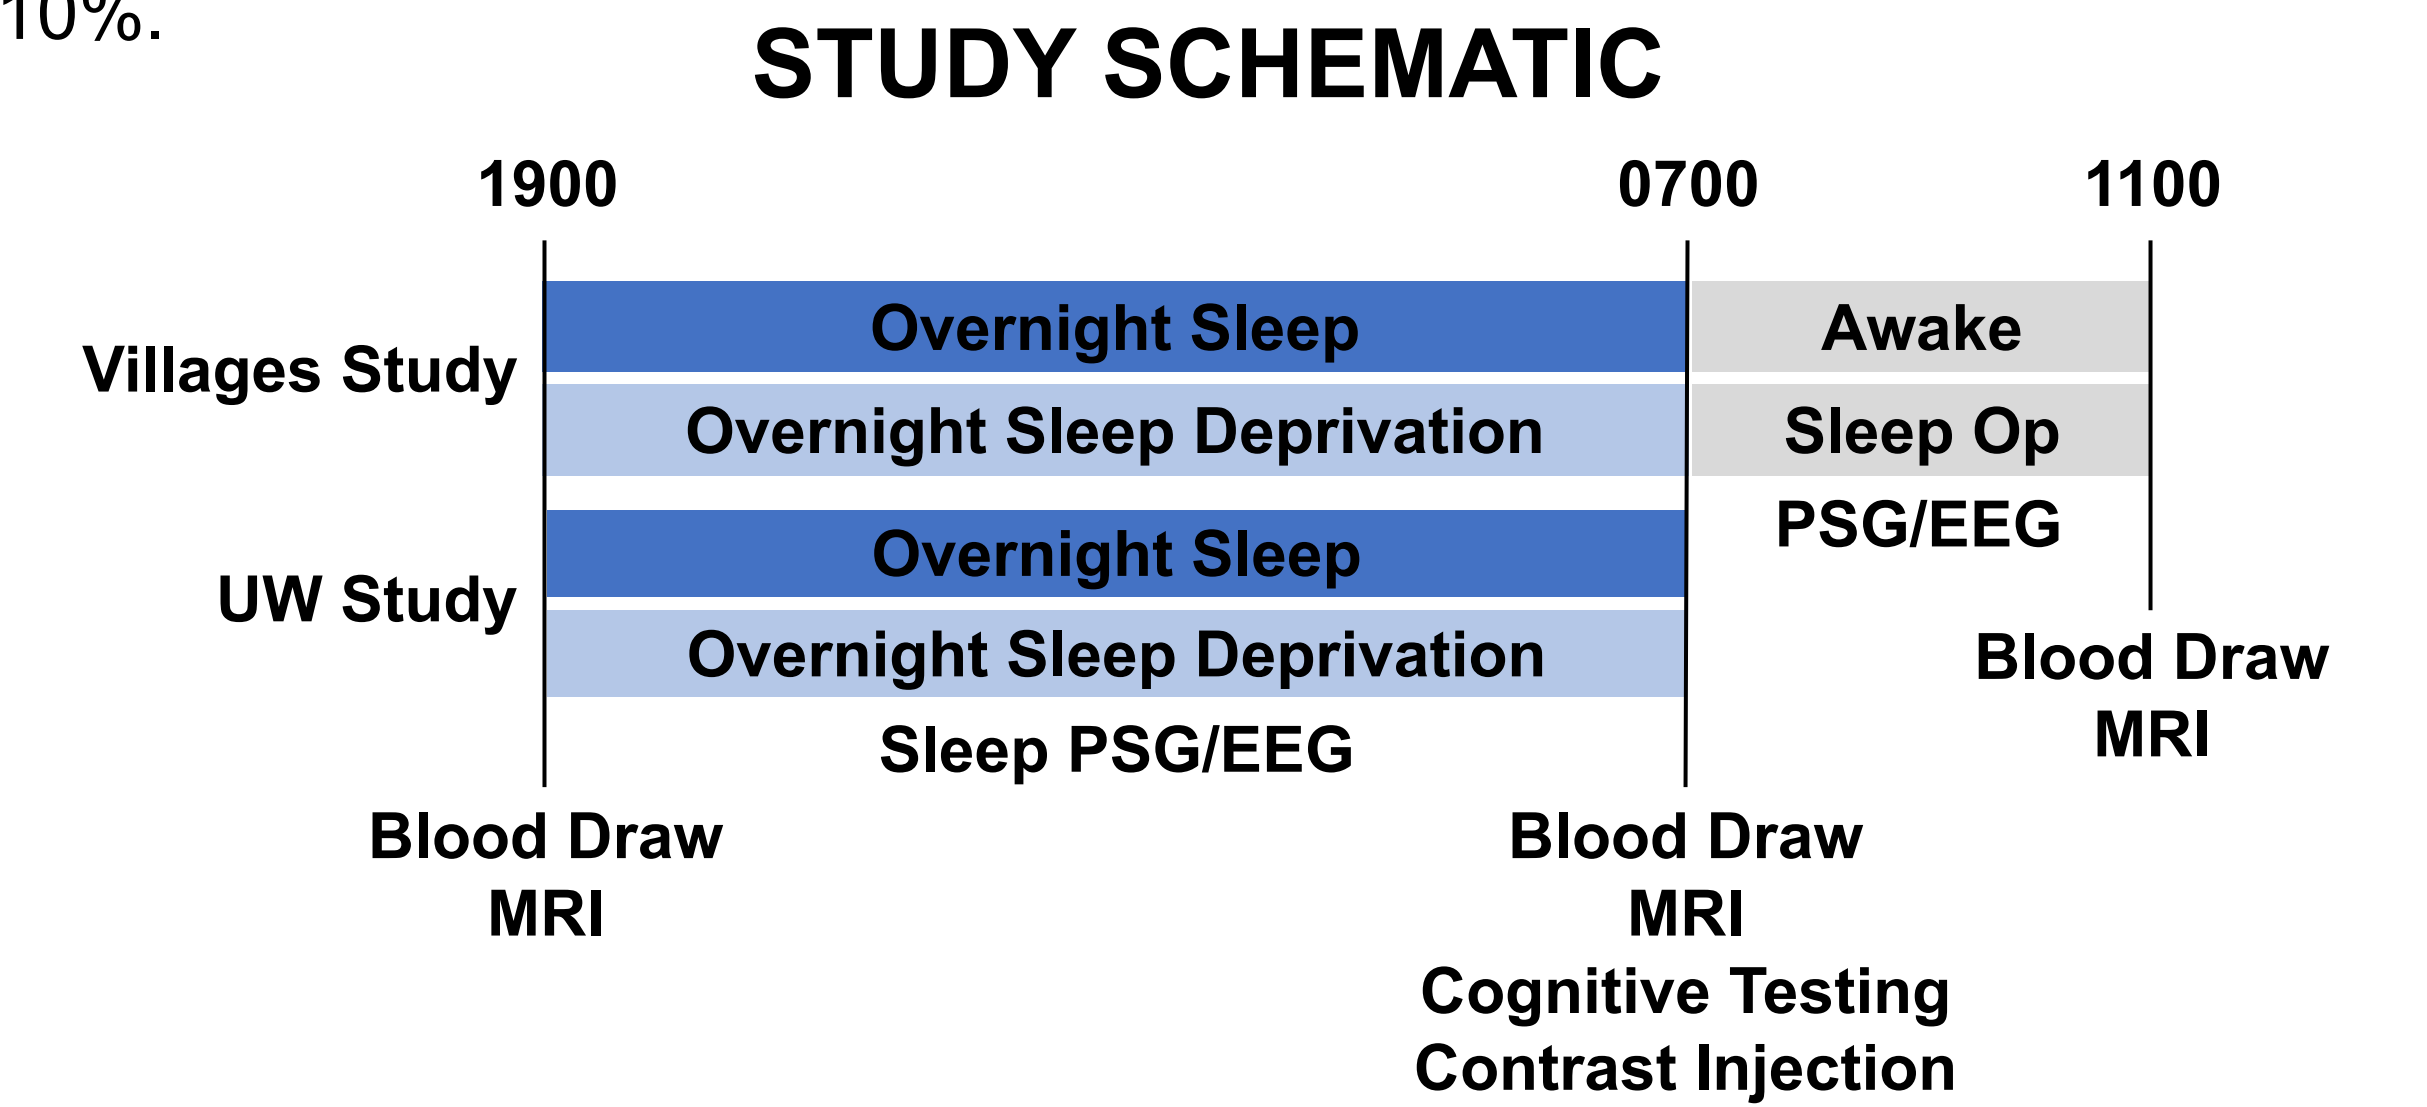 10%.
STUDY SCHEMATIC
1900 0700 1100
Villages Study
Overnight Sleep Awake
Overnight Sleep Deprivation Sleep Op
PSG/EEG
UW Study
Overnight Sleep
Overnight Sleep Deprivation
Sleep PSG/EEG
Blood Draw
MRI
Blood Draw
MRI
Cognitive Testing
Contrast Injection
Blood Draw
MRI